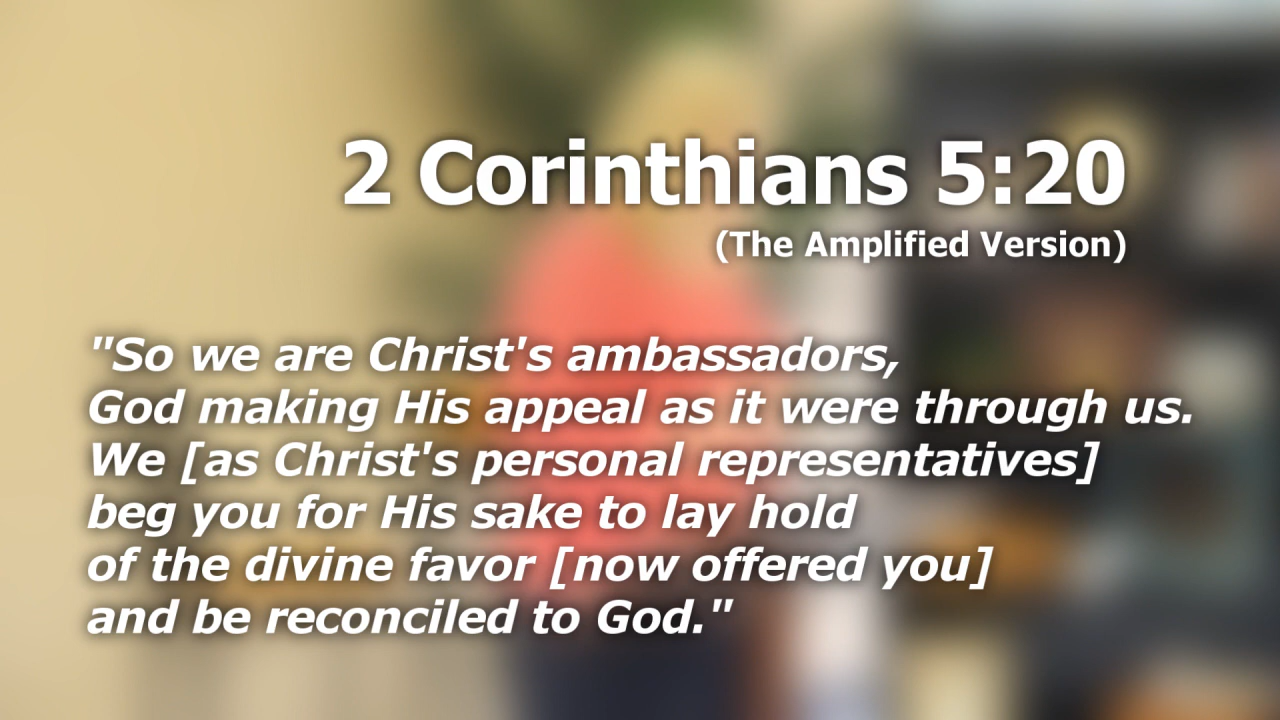 2 Corinthians 5:20
(The Amplified Version)
"So we are Christ's ambassadors,
God making His appeal as it were through us.
We [as Christ's personal representatives]
beg you for His sake to lay hold
of the divine favor [now offered you]
and be reconciled to God."